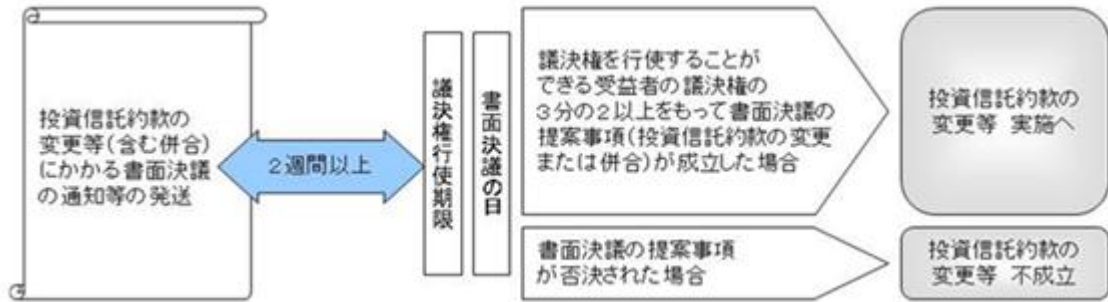 投資信託約款の
変更等(含む併合)
にかかる書面決議
の通知等の発送
2週間以上
議決権行使期限
書面決議の日
議決権を行使することが
できる受益者の議決権の
3分の2以上をもって書面決議の
提案事項(投資信託約款の変更
または併合)が成立した場合
投資信託約款の
変更等 実施へ
書面決議の提案事項
が否決された場合
投資信託約款の
変更等 不成立